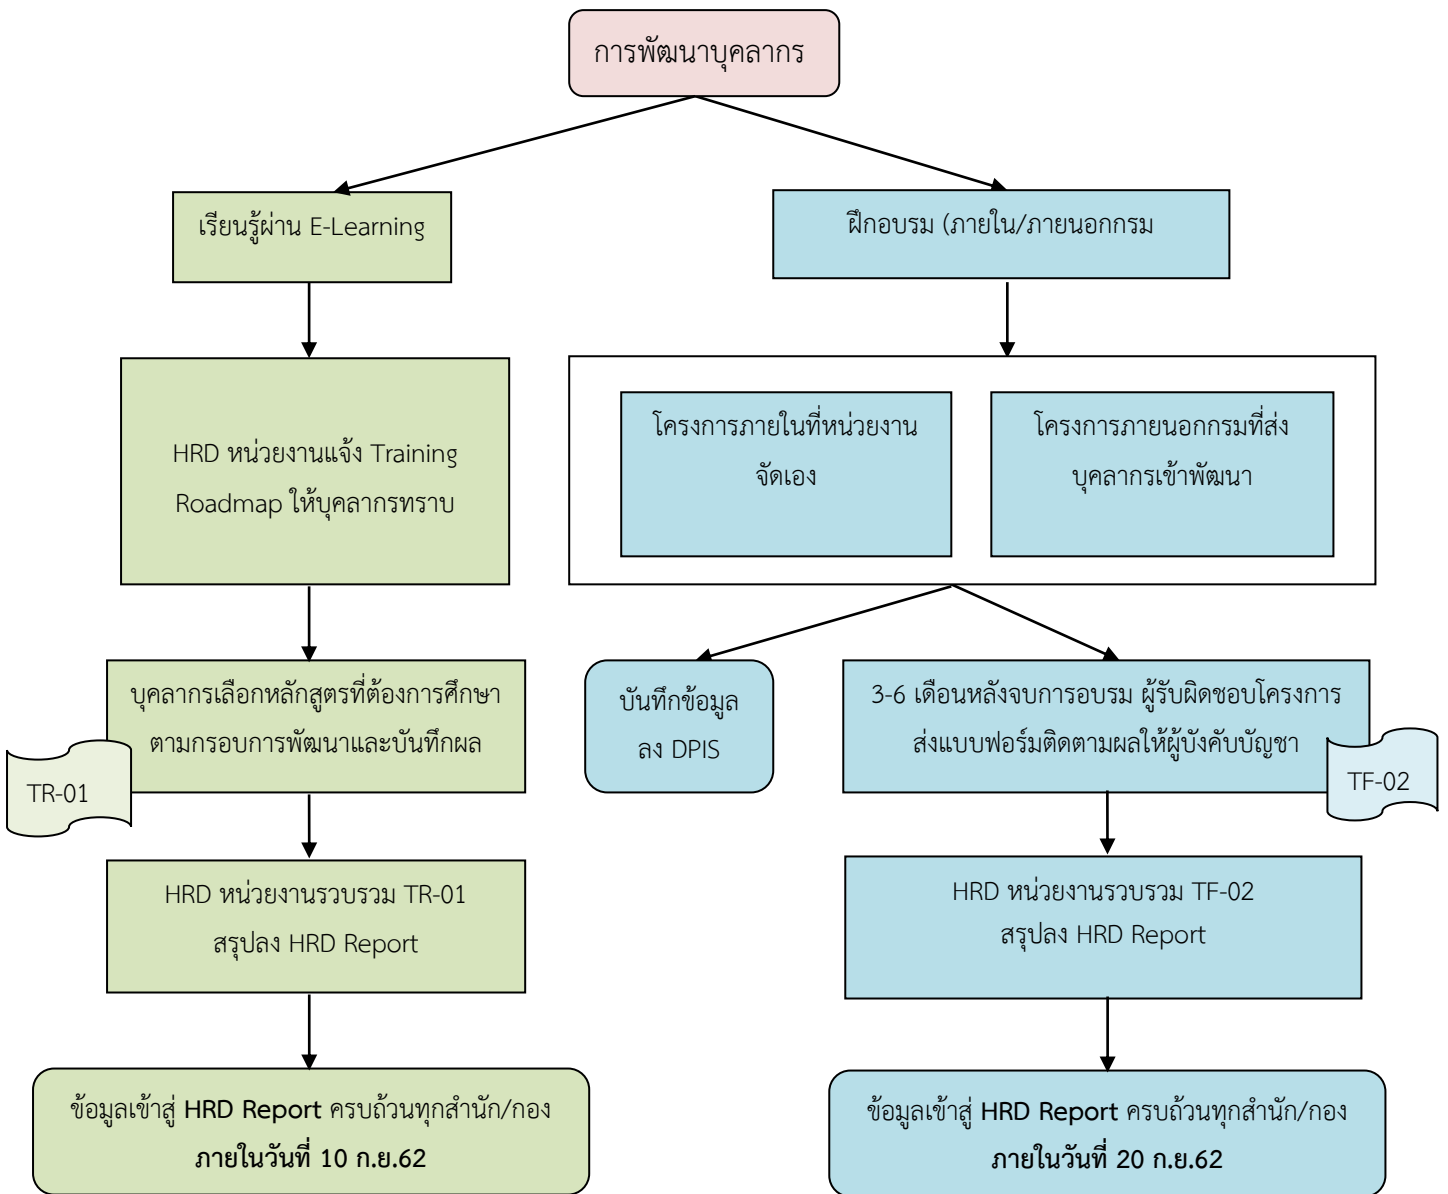 การพัฒนาบุคลากร
เรียนรู้ผ่าน E-Learning
ฝึกอบรม (ภายใน/ภายนอกกรม
HRD หน่วยงานแจ้ง Training
Roadmap ให้บุคลากรทราบ
โครงการภายในที่หน่วยงาน
จัดเอง
โครงการภายนอกกรมที่ส่ง
บุคลากรเข้าพัฒนา
บุคลากรเลือกหลักสูตรที่ต้องการศึกษา
ตามกรอบการพัฒนาและบันทึกผล
TR-01
บันทึกข้อมูล
ลง DPIS
3-6 เดือนหลังจบการอบรม ผู้รับผิดชอบโครงการ
ส่งแบบฟอร์มติดตามผลให้ผู้บังคับบัญชา
TF-02
HRD หน่วยงานรวบรวม TR-01
สรุปลง HRD Report
HRD หน่วยงานรวบรวม TF-02
สรุปลง HRD Report
ข้อมูลเข้าสู่ HRD Report ครบถ้วนทุกสำนัก/กอง
ภายในวันที่ 10 ก.ย.62
ข้อมูลเข้าสู่ HRD Report ครบถ้วนทุกสำนัก/กอง
ภายในวันที่ 20 ก.ย.62